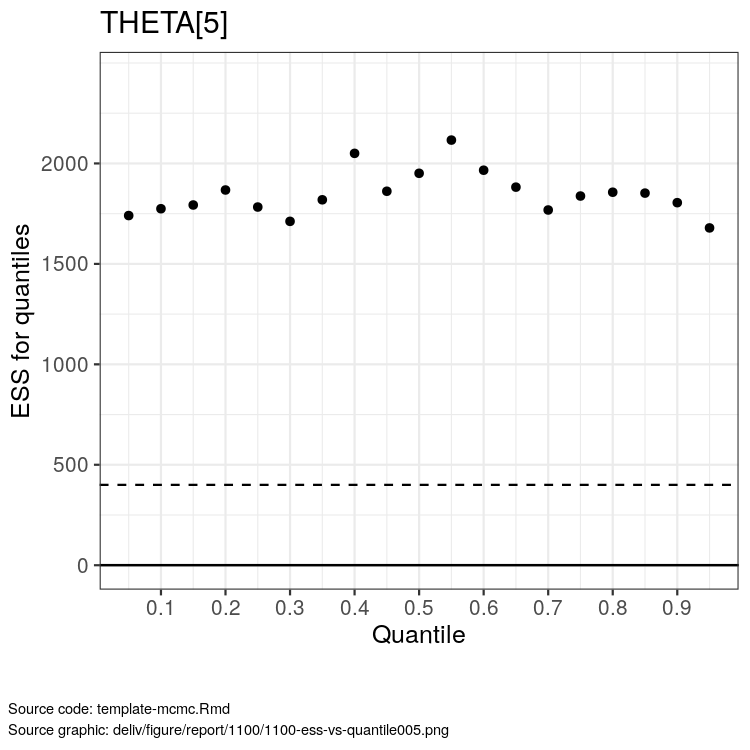 THETA[5]
ESS for quantiles
2000
1500
1000
500
0
0.1 0.2 0.3 0.4 0.5 0.6 0.7 0.8 0.9
Quantile
Source code: template-mcmc.Rmd
Source graphic: deliv/figure/report/1100/1100-ess-vs-quantile005.png